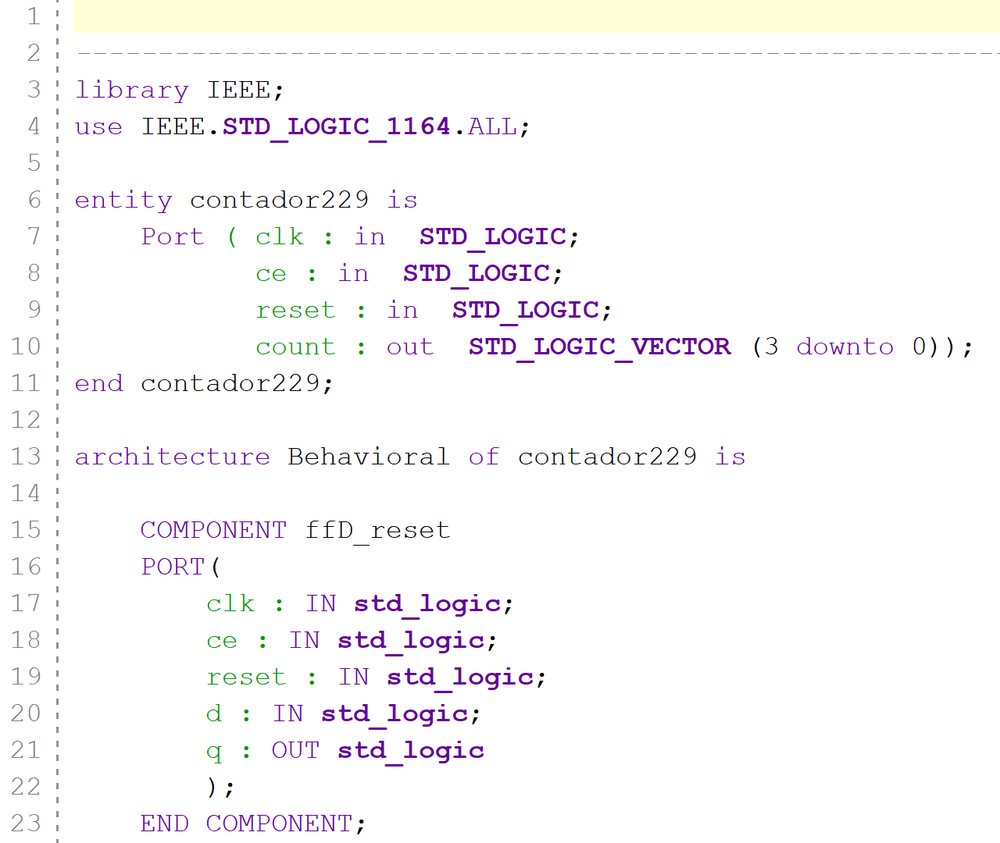 1
2 --------------------------------------------------------
3 library IEEE;
4 use IEEE.STD_LOGIC_1164.ALL;
5
6 entity contador229 is
7     Port ( clk : in  STD_LOGIC;
8            ce : in  STD_LOGIC;
9            reset : in  STD_LOGIC;
10            count : out  STD_LOGIC_VECTOR (3 downto 0));
11 end contador229;
12
13 architecture Behavioral of contador229 is
14
15     COMPONENT ffD_reset
16     PORT(
17         clk : IN std_logic;
18         ce : IN std_logic;
19         reset : IN std_logic;
20         d : IN std_logic;
21         q : OUT std_logic
22         );
23     END COMPONENT;